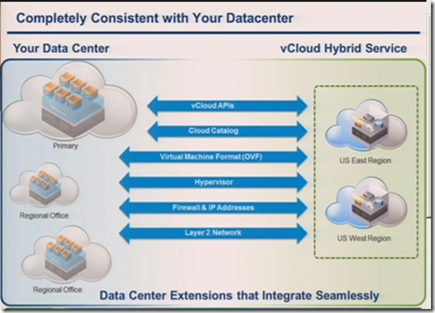 Completely Consistent with Your Datacenter
Your Data Center
vCloud Hybrid Service
vCloud APIs
Cloud Catalog
Virtual Machine Format (OVF)
Hypervisor
Firewall & IP Addresses
Layer 2 Network
Primary
Regional Office
Regional Office
US East Region
US West Region
Data Center Extensions that Integrate Seamlessly